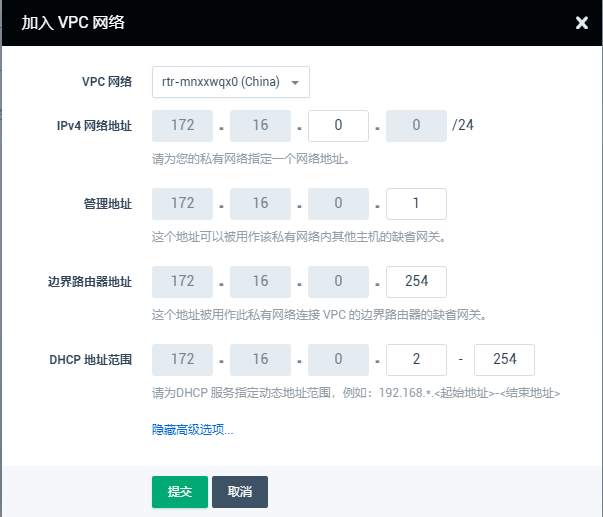 加入 VPC 网络
VPC 网络 rtr-mnxxwqx0 (China)
IPv4 网络地址 172 . 16 . 0 . 0 /24
请为您的私有网络指定一个网络地址。
管理地址 172 . 16 . 0 . 1
这个地址可以被用作该私有网络内其他主机的缺省网关。
边界路由器地址 172 . 16 . 0 . 254
这个地址被用作此私有网络连接 VPC 的边界路由器的缺省网关。
DHCP 地址范围 172 . 16 . 0 . 2 - 254
请为DHCP 服务指定动态地址范围，例如：192.168.*.<起始地址>-<结束地址>
隐藏高级选项...
提交 取消